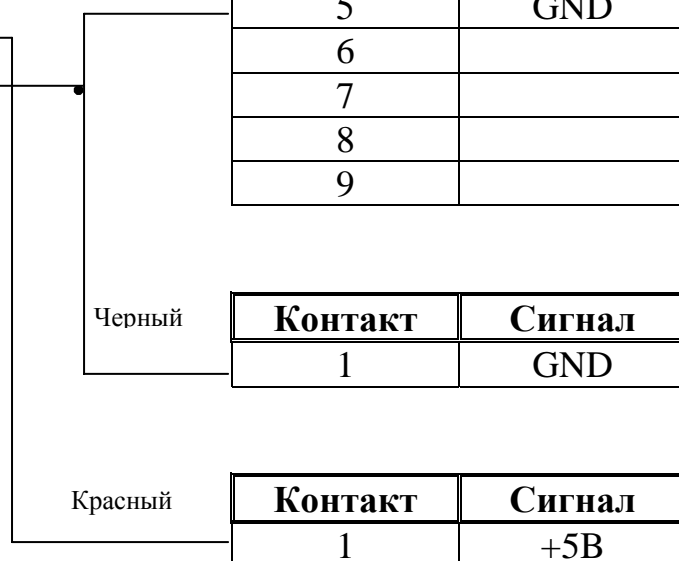 5 GND
6
7
8
9
Черный Контакт Сигнал
1 GND
Красный Контакт Сигнал
1 +5В